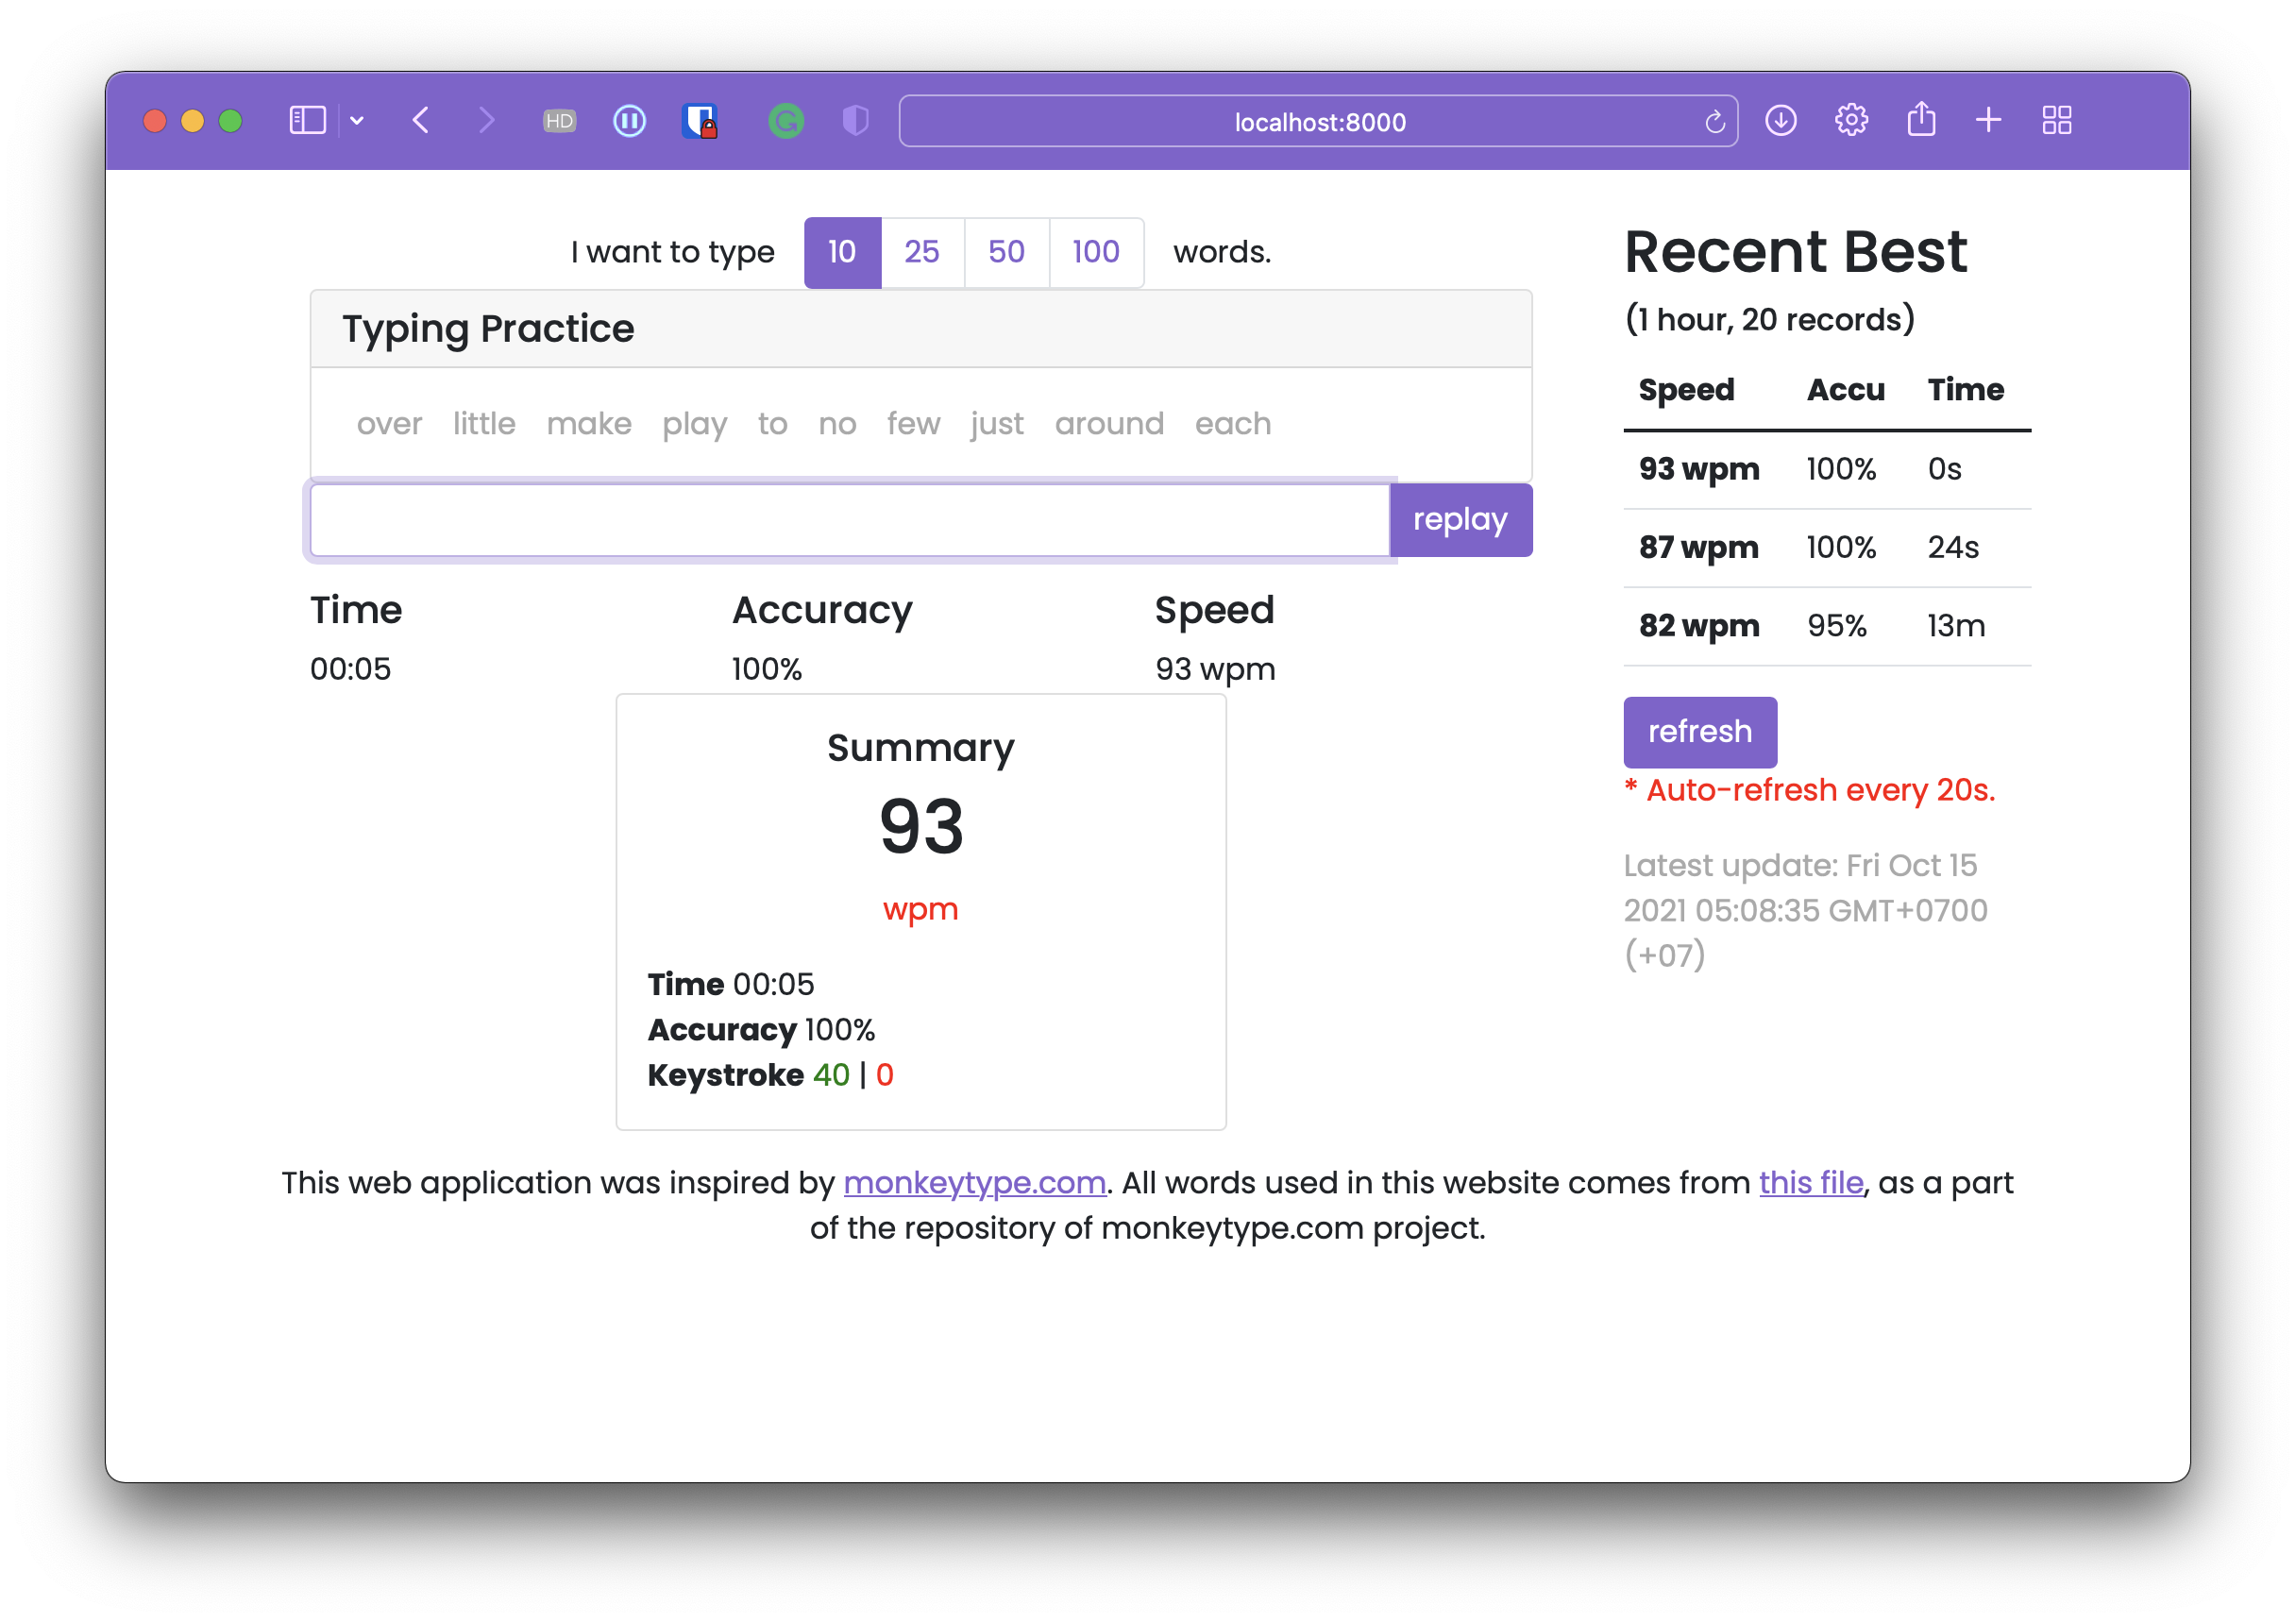 HD
localhost:8000
I want to type 10 25 50 100 words.
Typing Practice
over little make play to no few just around each
replay
Time Accuracy Speed
00:05 100% 93 wpm
Summary
93
wpm
Time 00:05
Accuracy 100%
Keystroke 40 | 0
Recent Best
(1 hour, 20 records)
Speed Accu Time
93 wpm 100% 0s
87 wpm 100% 24s
82 wpm 95% 13m
refresh
* Auto-refresh every 20s.
Latest update: Fri Oct 15
2021 05:08:35 GMT+0700
(+07)
This web application was inspired by monkeytype.com. All words used in this website comes from this file, as a part
of the repository of monkeytype.com project.